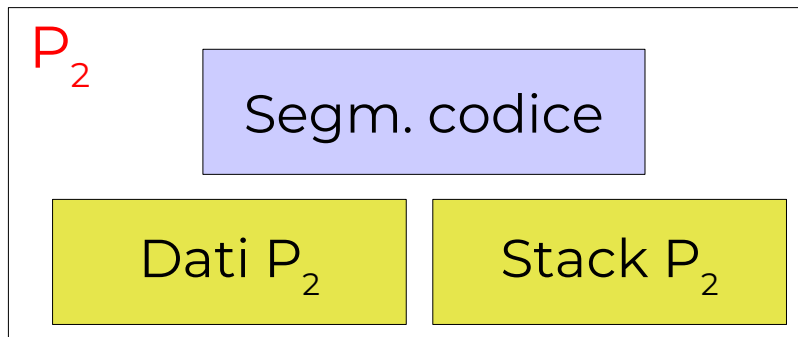 P₂
Segm. codice
Dati P₂
Stack P₂